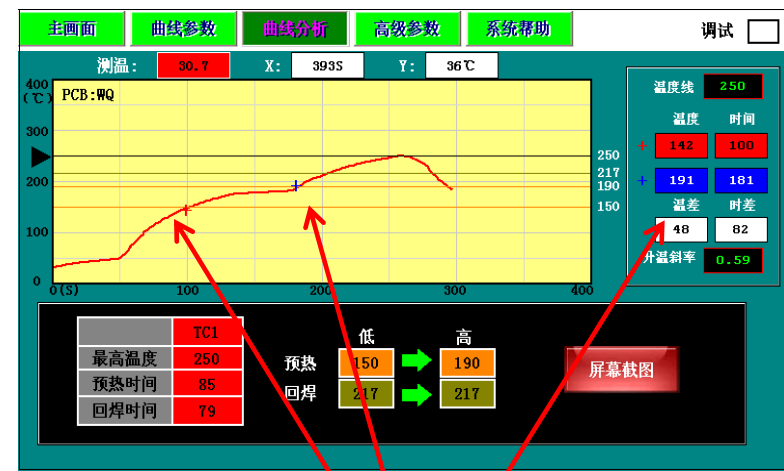 主画面 曲线参数 曲线分析 高级参数 系统帮助 调试
测温: 30.7 X: 393S Y: 36℃
400
(℃)
PCB:WQ
300
200
100
0
0(S) 100 200 300 400
250
217
190
150
温度线 250
温度 时间
+ 142 100
+ 191 181
温差 时差
48 82
升温斜率 0.59
TC1
最高温度 250
预热时间 85
回焊时间 79
低 高
预热 150 190
回焊 217 217
屏幕截图